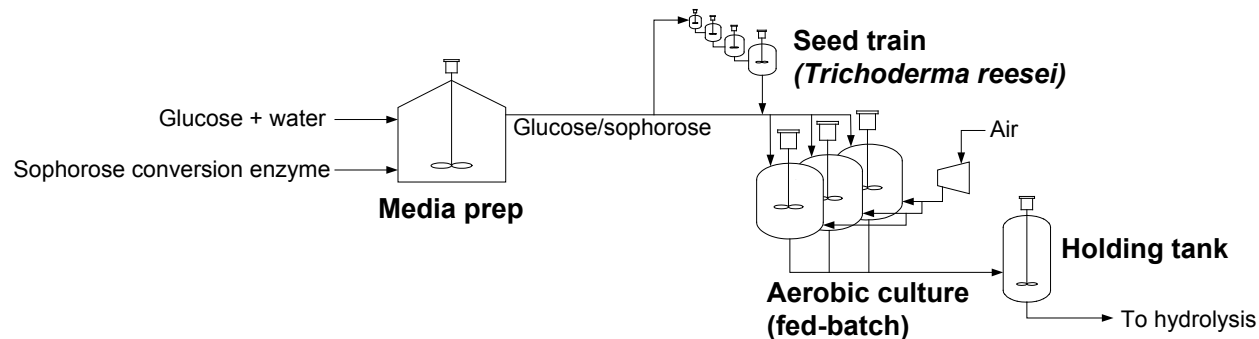 Seed train
(Trichoderma reesei)
Glucose + water
Glucose/sophorose
Air
Sophorose conversion enzyme
Media prep
Holding tank
Aerobic culture
(fed-batch)
To hydrolysis